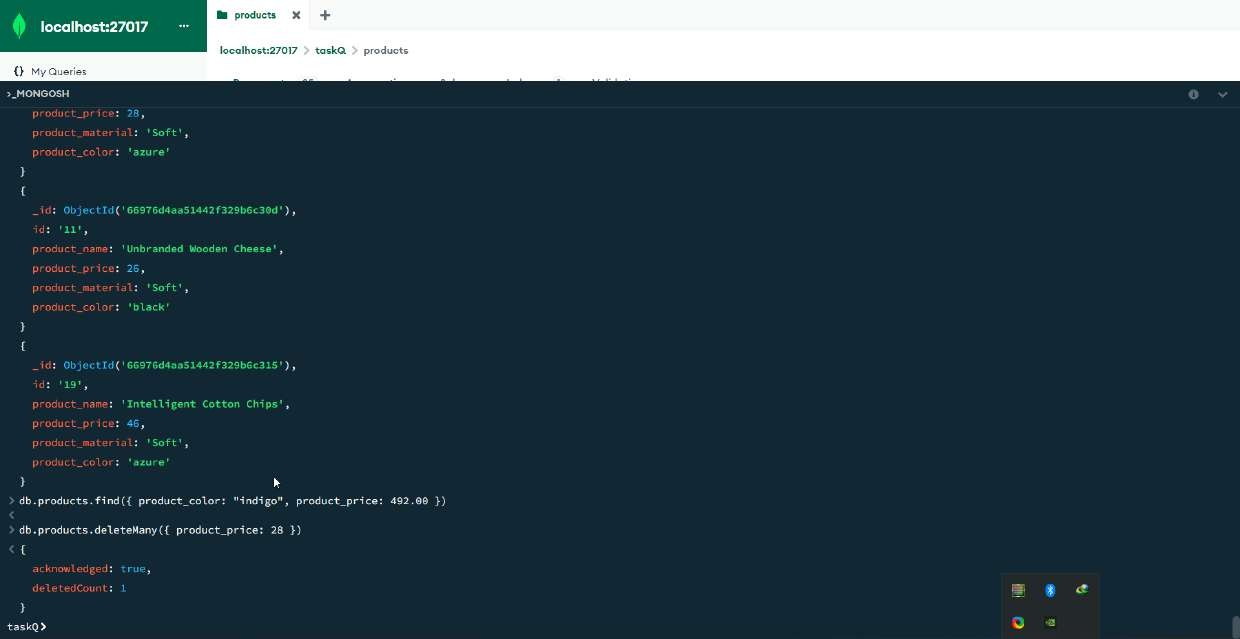 localhost:27017 ...
products
localhost:27017 > taskQ > products
{} My Queries
>_MONGOSH
product_price: 28,
product_material: 'Soft',
product_color: 'azure'
}
{
_id: ObjectId('66976d4aa51442f329b6c30d'),
id: '11',
product_name: 'Unbranded Wooden Cheese',
product_price: 26,
product_material: 'Soft',
product_color: 'black'
}
{
_id: ObjectId('66976d4aa51442f329b6c315'),
id: '19',
product_name: 'Intelligent Cotton Chips',
product_price: 46,
product_material: 'Soft',
product_color: 'azure'
}
> db.products.find({ product_color: "indigo", product_price: 492.00 })
<
> db.products.deleteMany({ product_price: 28 })
< {
acknowledged: true,
deletedCount: 1
}
taskQ>